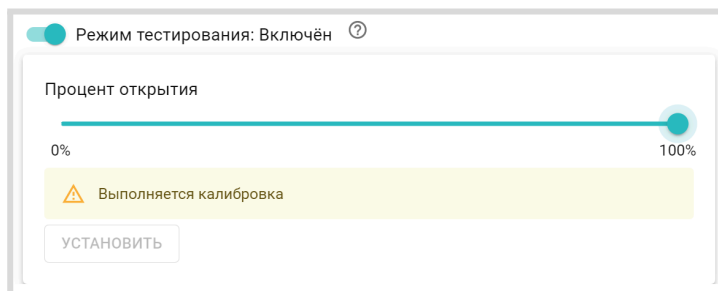 Режим тестирования: Включён
Процент открытия
0% 100%
Выполняется калибровка
УСТАНОВИТЬ